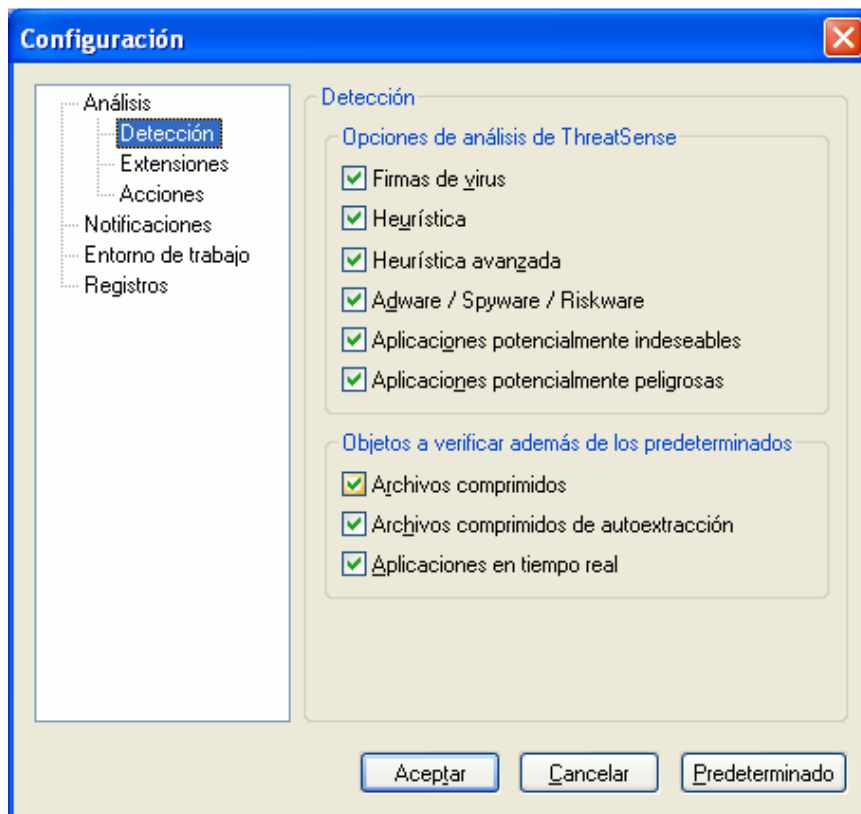 Configuración
Análisis
Detección
Extensiones
Acciones
Notificaciones
Entorno de trabajo
Registros
Detección
Opciones de análisis de ThreatSense
Firmas de virus
Heurística
Heurística avanzada
Adware / Spyware / Riskware
Aplicaciones potencialmente indeseables
Aplicaciones potencialmente peligrosas
Objetos a verificar además de los predeterminados
Archivos comprimidos
Archivos comprimidos de autoextracción
Aplicaciones en tiempo real
Aceptar
Cancelar
Predeterminado